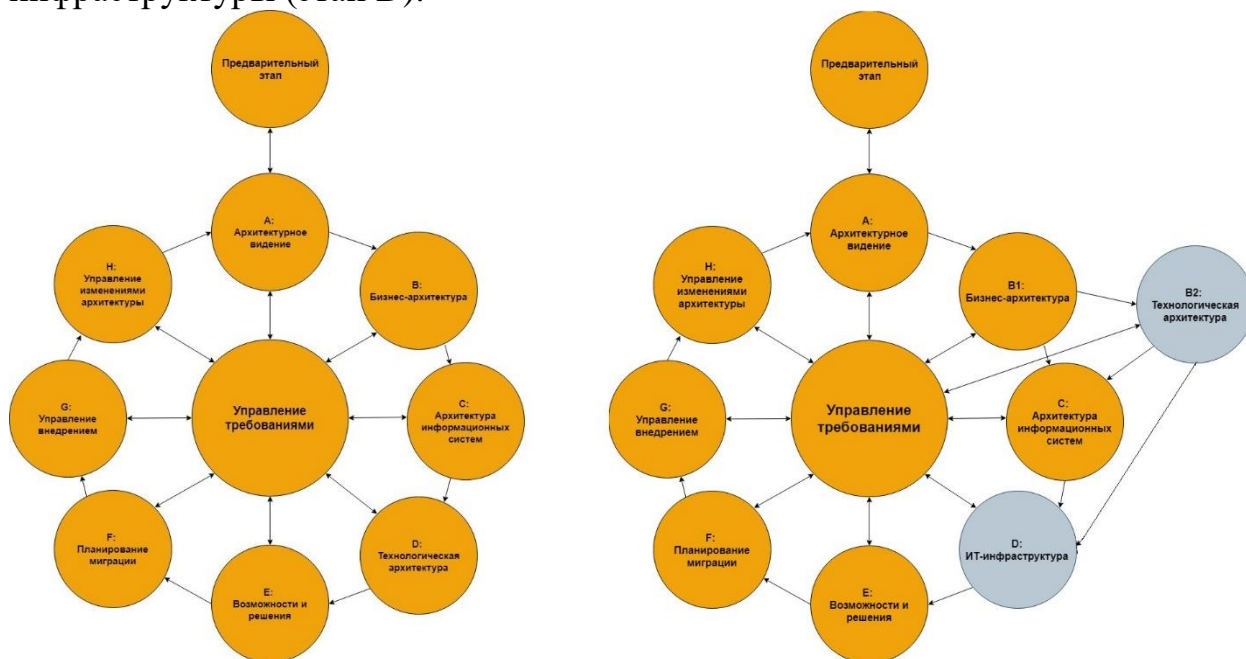 инфраструктуры (этап D).
Предварительный
этап
A:
Архитектурное
видение
H:
Управление
изменениями
архитектуры
B:
Бизнес-архитектура
G:
Управление
внедрением
Управление
требованиями
C:
Архитектура
информационных
систем
F:
Планирование
миграции
D:
Технологическая
архитектура
E:
Возможности и
решения
Предварительный
этап
A:
Архитектурное
видение
H:
Управление
изменениями
архитектуры
B1:
Бизнес-архитектура
B2:
Технологическая
архитектура
G:
Управление
внедрением
Управление
требованиями
C:
Архитектура
информационных
систем
F:
Планирование
миграции
D:
ИТ-инфраструктура
E:
Возможности и
решения